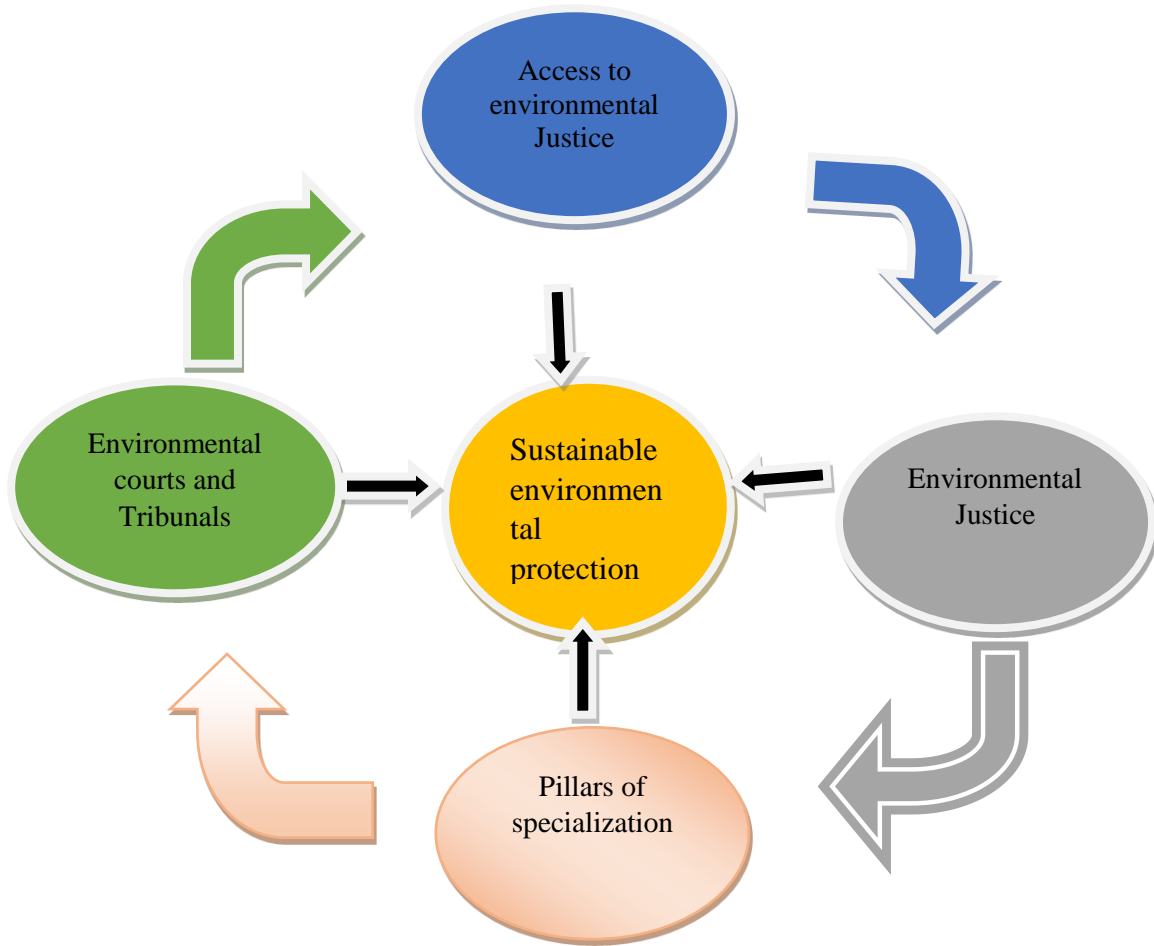 Access to
environmental
Justice
Environmental
courts and
Tribunals
Sustainable
environmen
tal
protection
Environmental
Justice
Pillars of
specialization